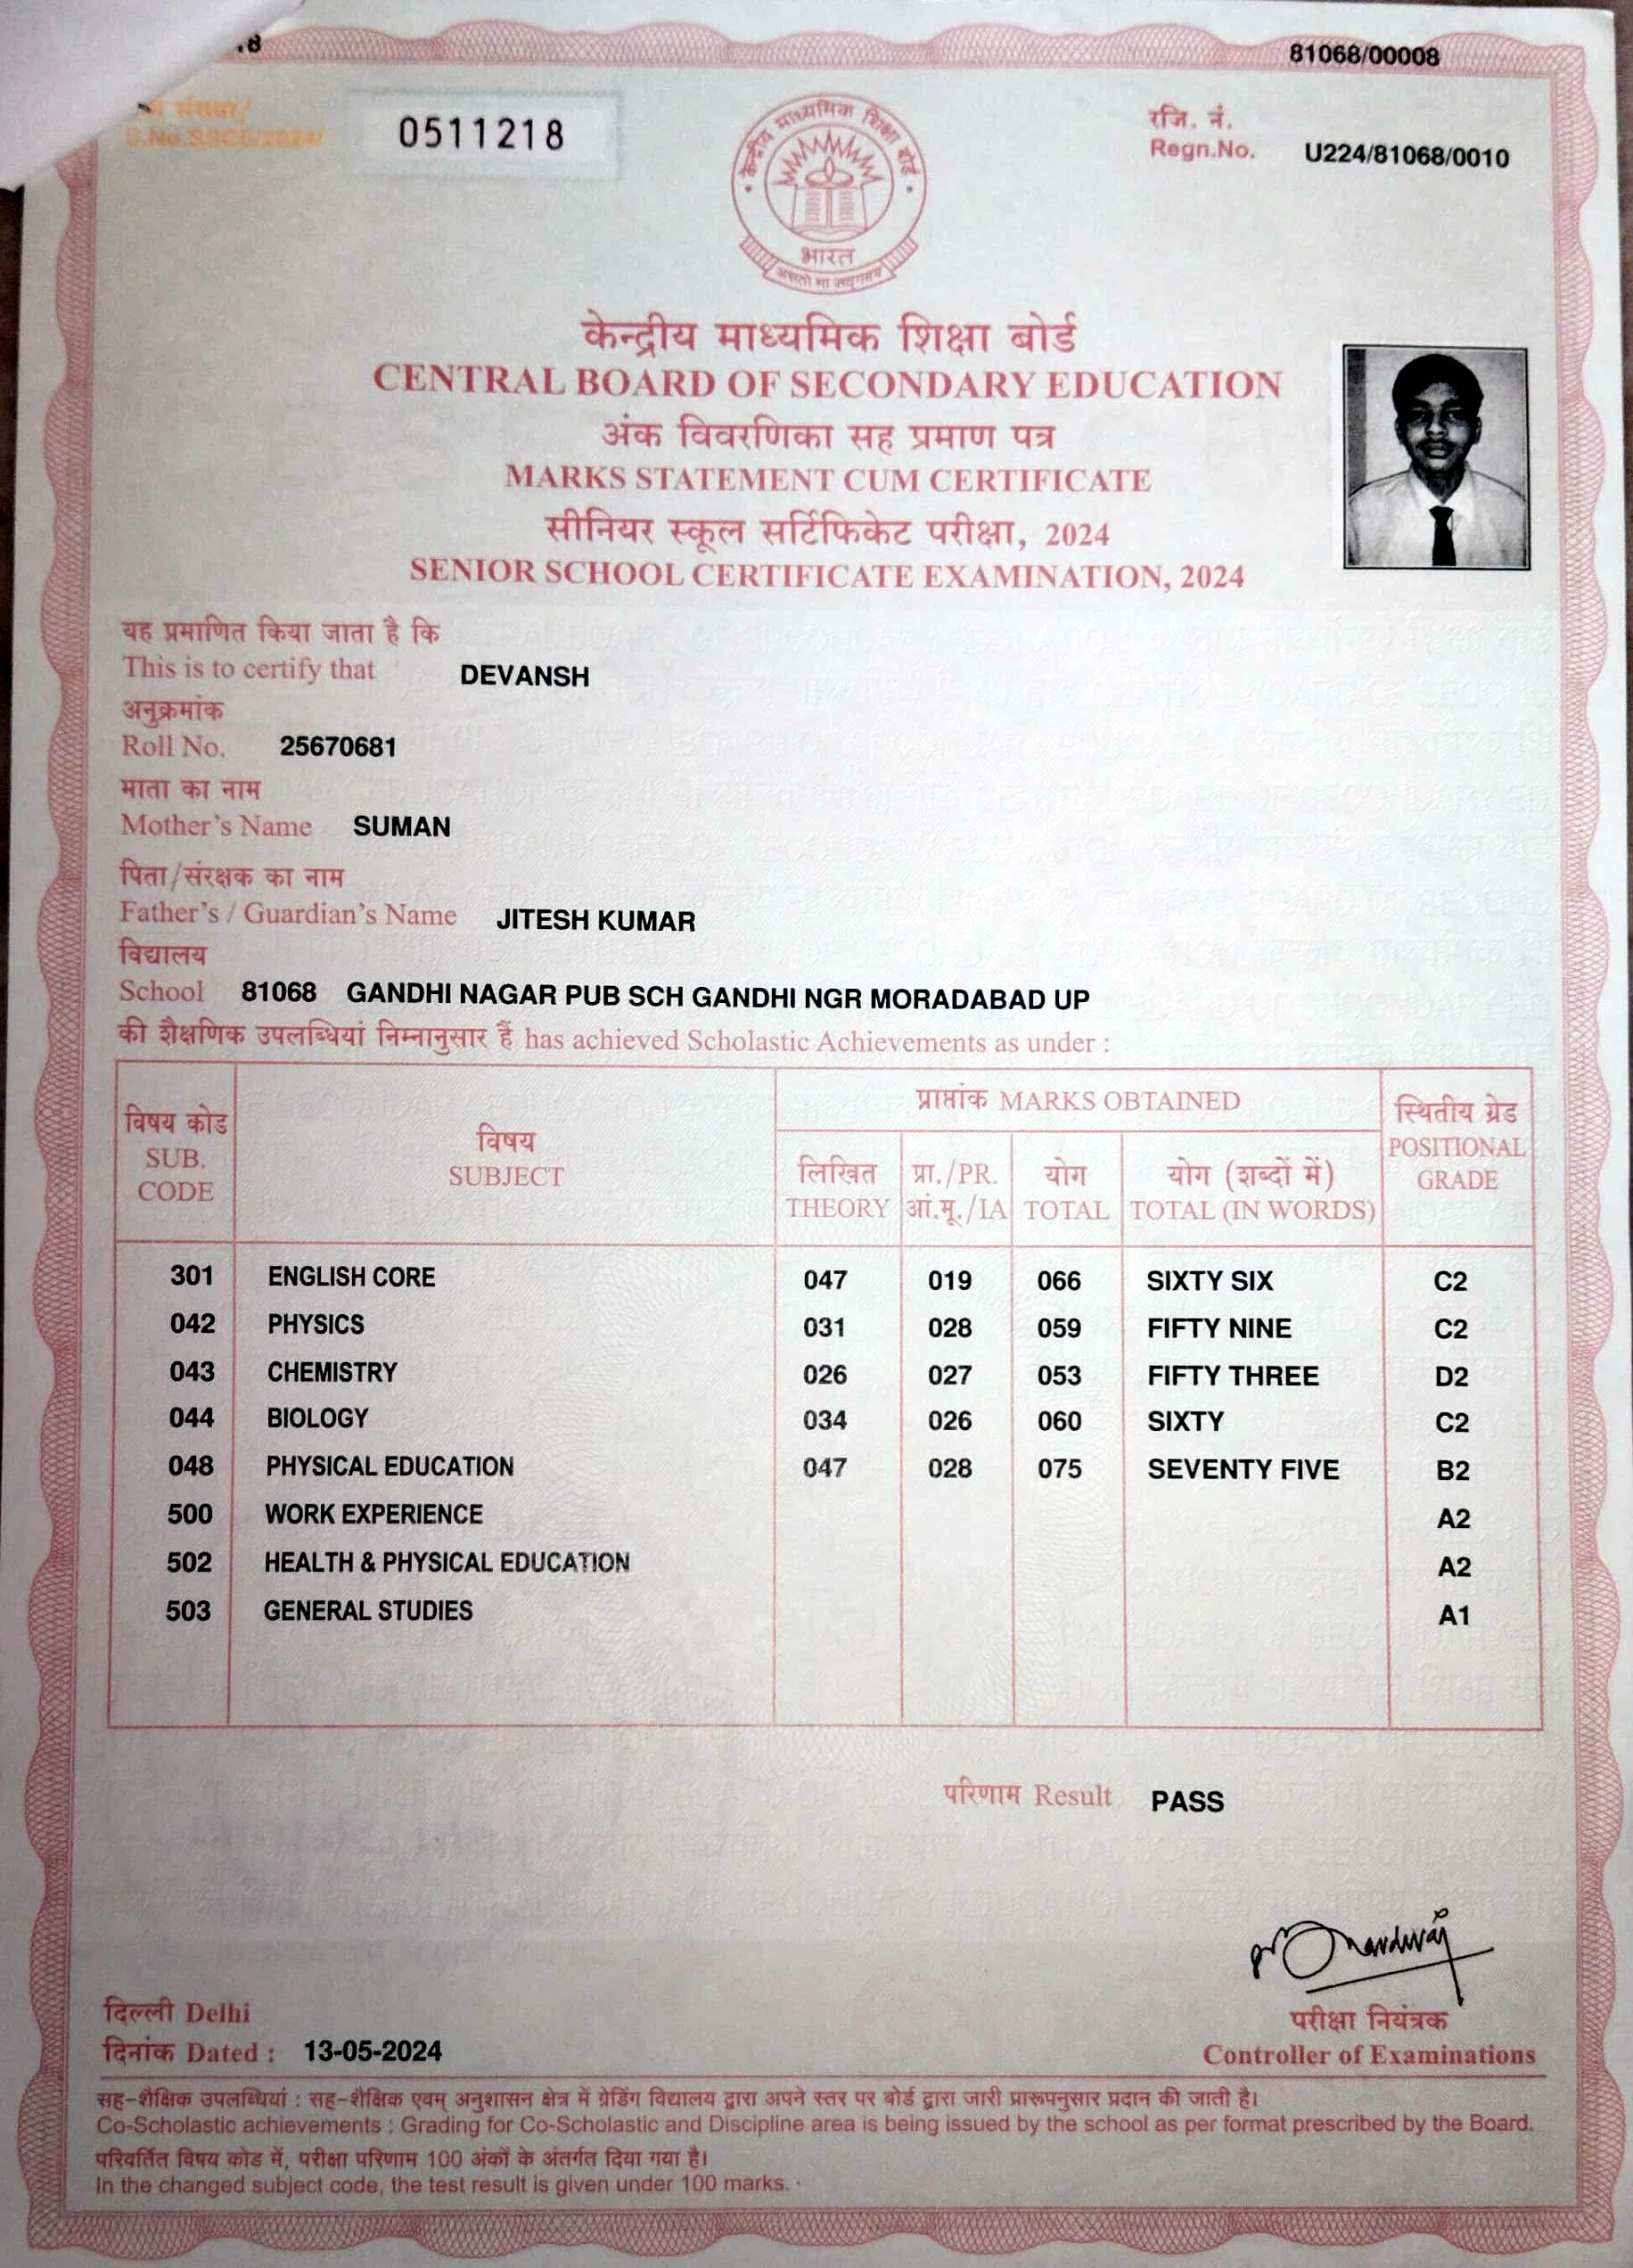 .8
81068/00008
संख्या/
S.No.SSCE/2024/
0511218
रजि. नं.
Regn.No. U224/81068/0010
केन्द्रीय माध्यमिक शिक्षा बोर्ड
भारत
असतो मा सद्गमय
केन्द्रीय माध्यमिक शिक्षा बोर्ड
CENTRAL BOARD OF SECONDARY EDUCATION
अंक विवरणिका सह प्रमाण पत्र
MARKS STATEMENT CUM CERTIFICATE
सीनियर स्कूल सर्टिफिकेट परीक्षा, 2024
SENIOR SCHOOL CERTIFICATE EXAMINATION, 2024
यह प्रमाणित किया जाता है कि
This is to certify that DEVANSH
अनुक्रमांक
Roll No. 25670681
माता का नाम
Mother's Name SUMAN
पिता/संरक्षक का नाम
Father's / Guardian's Name JITESH KUMAR
विद्यालय
School 81068 GANDHI NAGAR PUB SCH GANDHI NGR MORADABAD UP
की शैक्षणिक उपलब्धियां निम्नानुसार हैं has achieved Scholastic Achievements as under :
विषय कोड
SUB.
CODE
विषय
SUBJECT
प्राप्तांक MARKS OBTAINED
लिखित
THEORY
प्रा./PR.
आं.मू./IA
योग
TOTAL
योग (शब्दों में)
TOTAL (IN WORDS)
स्थितीय ग्रेड
POSITIONAL
GRADE
301 ENGLISH CORE 047 019 066 SIXTY SIX C2
042 PHYSICS 031 028 059 FIFTY NINE C2
043 CHEMISTRY 026 027 053 FIFTY THREE D2
044 BIOLOGY 034 026 060 SIXTY C2
048 PHYSICAL EDUCATION 047 028 075 SEVENTY FIVE B2
500 WORK EXPERIENCE A2
502 HEALTH & PHYSICAL EDUCATION A2
503 GENERAL STUDIES A1
परिणाम Result PASS
दिल्ली Delhi
दिनांक Dated : 13-05-2024
परीक्षा नियंत्रक
Controller of Examinations
सह-शैक्षिक उपलब्धियां : सह-शैक्षिक एवम् अनुशासन क्षेत्र में ग्रेडिंग विद्यालय द्वारा अपने स्तर पर बोर्ड द्वारा जारी प्रारूपनुसार प्रदान की जाती है।
Co-Scholastic achievements : Grading for Co-Scholastic and Discipline area is being issued by the school as per format prescribed by the Board.
परिवर्तित विषय कोड में, परीक्षा परिणाम 100 अंकों के अंतर्गत दिया गया है।
In the changed subject code, the test result is given under 100 marks.